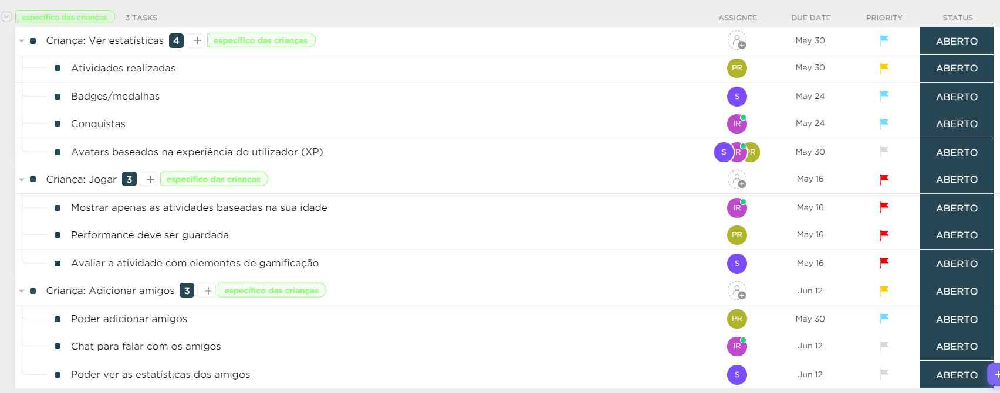 específico das crianças 3 TASKS ASSIGNEE DUE DATE PRIORITY STATUS
Criança: Ver estatísticas 4 + específico das crianças May 30 ABERTO
Atividades realizadas PR May 30 ABERTO
Badges/medalhas S May 24 ABERTO
Conquistas IR May 24 ABERTO
Avatars baseados na experiência do utilizador (XP) S R PR May 30 ABERTO
Criança: Jogar 3 + específico das crianças May 16 ABERTO
Mostrar apenas as atividades baseadas na sua idade IR May 16 ABERTO
Performance deve ser guardada PR May 16 ABERTO
Avaliar a atividade com elementos de gamificação S May 16 ABERTO
Criança: Adicionar amigos 3 + específico das crianças Jun 12 ABERTO
Poder adicionar amigos PR May 30 ABERTO
Chat para falar com os amigos IR Jun 12 ABERTO
Poder ver as estatísticas dos amigos S Jun 12 ABERTO +